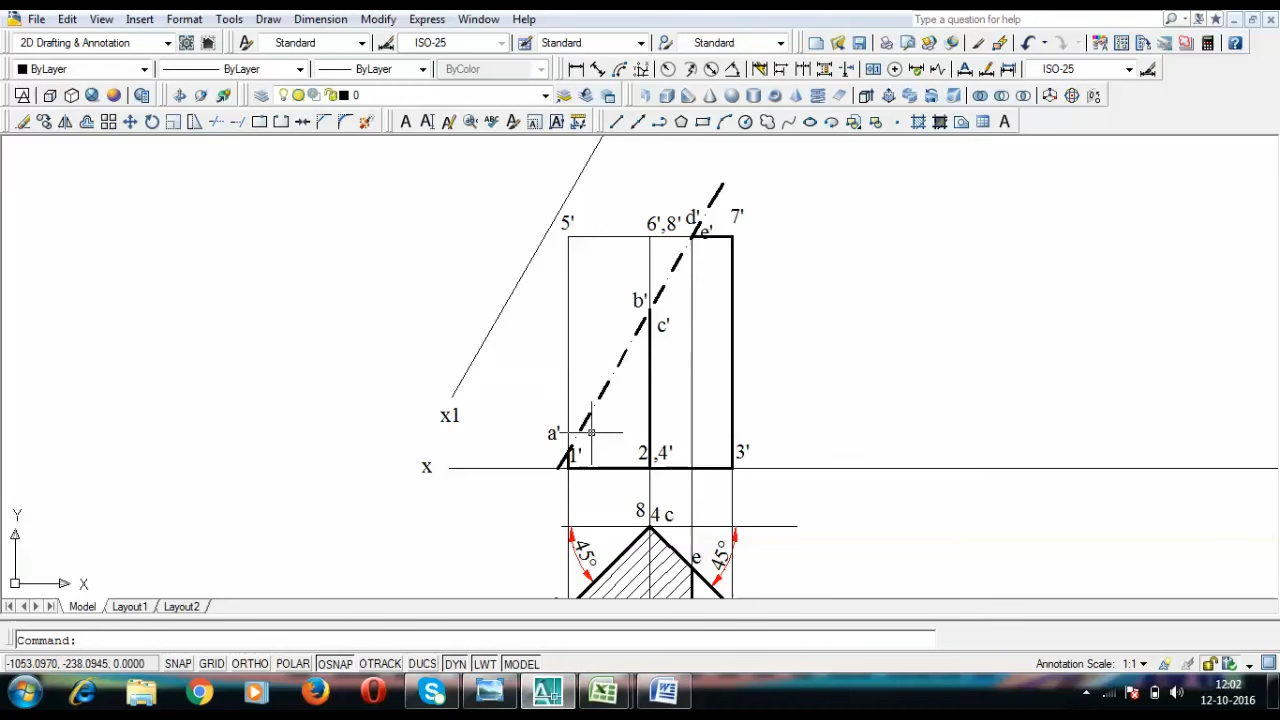 File Edit View Insert Format Tools Draw Dimension Modify Express Window Help Type a question for help
2D Drafting & Annotation Standard ISO-25 Standard Standard
ByLayer ByLayer ByLayer ByColor ISO-25
0
5' 6',8' d' 7'
e'
b'
c'
x1
a'
1' 2 ,4' 3'
x
8 4 c
45° e 45°
Y
X
Model Layout1 Layout2
Command:
-1053.0970, -238.0945, 0.0000 SNAP GRID ORTHO POLAR OSNAP OTRACK DUCS DYN LWT MODEL Annotation Scale: 1:1
12:02
12-10-2016